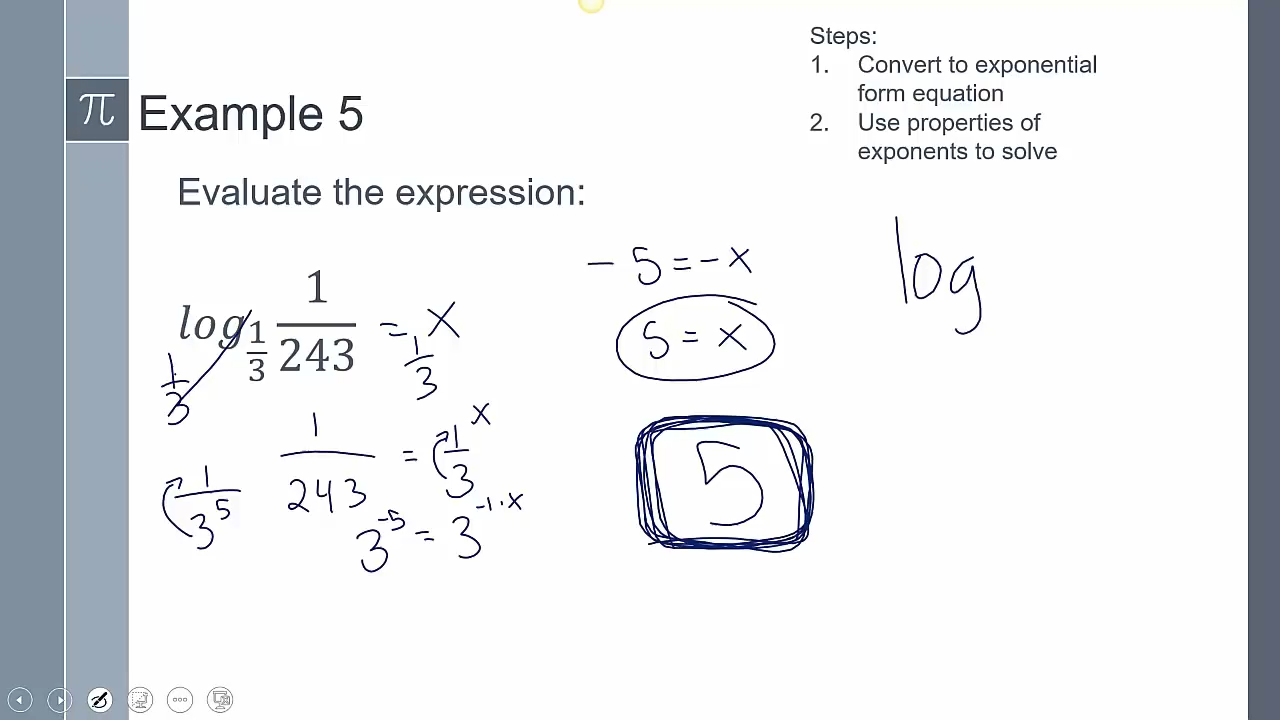 Steps:
1. Convert to exponential
form equation
2. Use properties of
exponents to solve
π Example 5
Evaluate the expression:
log_{1/3} 1/243 = x
1/3
1/3
1/243 = 1/3^x
1/3^5
3^{-5} = 3^{-1·x}
-5 = -x
5 = x
5
log